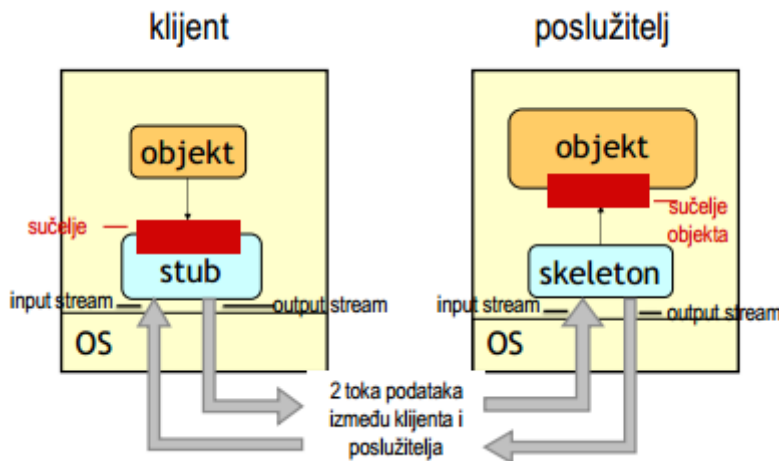 klijent
poslužitelj
objekt
objekt
sučelje
sučelje
objekta
stub
skeleton
input stream
output stream
input stream
output stream
OS
OS
2 toka podataka
između klijenta i
poslužitelja